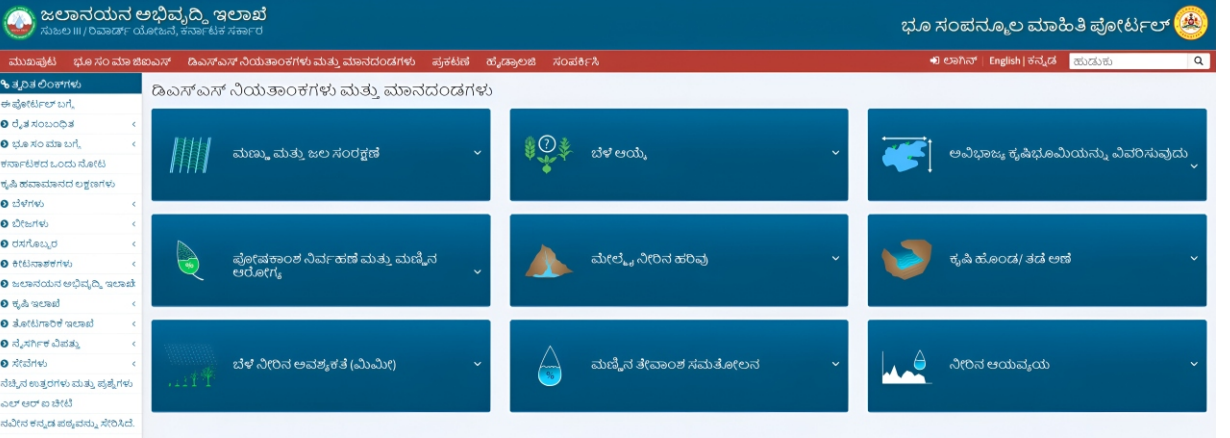 ಜಲಾನಯನ ಅಭಿವೃದ್ಧಿ ಇಲಾಖೆ
ಸುಜಲ III / ರಿವಾರ್ಡ್ ಯೋಜನೆ, ಕರ್ನಾಟಕ ಸರ್ಕಾರ
ಭೂ ಸಂಪನ್ಮೂಲ ಮಾಹಿತಿ ಪೋರ್ಟಲ್
ಮುಖಪುಟ ಭೂ ಸಂ ಮಾ ಜಿಐಎಸ್ ಡಿಎಸ್ಎಸ್ ನಿಯತಾಂಕಗಳು ಮತ್ತು ಮಾನದಂಡಗಳು ಪ್ರಕಟಣೆ ಹೈಡ್ರಾಲಜಿ ಸಂಪರ್ಕಿಸಿ ಲಾಗಿನ್ | English | ಕನ್ನಡ ಹುಡುಕು
ತ್ವರಿತ ಲಿಂಕ್‌ಗಳು
ಈ ಪೋರ್ಟಲ್ ಬಗ್ಗೆ
ರೈತ ಸಂಬಂಧಿತ
ಭೂ ಸಂ ಮಾ ಬಗ್ಗೆ
ಕರ್ನಾಟಕದ ಒಂದು ನೋಟ
ಕೃಷಿ ಹವಾಮಾನದ ಲಕ್ಷಣಗಳು
ಬೆಳೆಗಳು
ಬೀಜಗಳು
ರಸಗೊಬ್ಬರ
ಕೀಟನಾಶಕಗಳು
ಜಲಾನಯನ ಅಭಿವೃದ್ಧಿ ಇಲಾಖೆ
ಕೃಷಿ ಇಲಾಖೆ
ತೋಟಗಾರಿಕೆ ಇಲಾಖೆ
ನೈಸರ್ಗಿಕ ವಿಪತ್ತು
ಸೇವೆಗಳು
ನೆಚ್ಚಿನ ಉತ್ತರಗಳು ಮತ್ತು ಪ್ರಶ್ನೆಗಳು
ಎಲ್ ಆರ್ ಐ ಚೀಟಿ
ನವೀನ ಕನ್ನಡ ಪಠ್ಯವನ್ನು ಸೇರಿಸಿದೆ.
ಡಿಎಸ್ಎಸ್ ನಿಯತಾಂಕಗಳು ಮತ್ತು ಮಾನದಂಡಗಳು
ಮಣ್ಣು ಮತ್ತು ಜಲ ಸಂರಕ್ಷಣೆ
ಬೆಳೆ ಆಯ್ಕೆ
ಅವಿಭಾಜ್ಯ ಕೃಷಿಭೂಮಿಯನ್ನು ವಿವರಿಸುವುದು
ಪೋಷಕಾಂಶ ನಿರ್ವಹಣೆ ಮತ್ತು ಮಣ್ಣಿನ
ಆರೋಗ್ಯ
ಮೇಲ್ಮೈ ನೀರಿನ ಹರಿವು
ಕೃಷಿ ಹೊಂಡ/ ತಡೆ ಅಣೆ
ಬೆಳೆ ನೀರಿನ ಅವಶ್ಯಕತೆ (ಮಿಮೀ)
ಮಣ್ಣಿನ ತೇವಾಂಶ ಸಮತೋಲನ
ನೀರಿನ ಆಯವ್ಯಯ